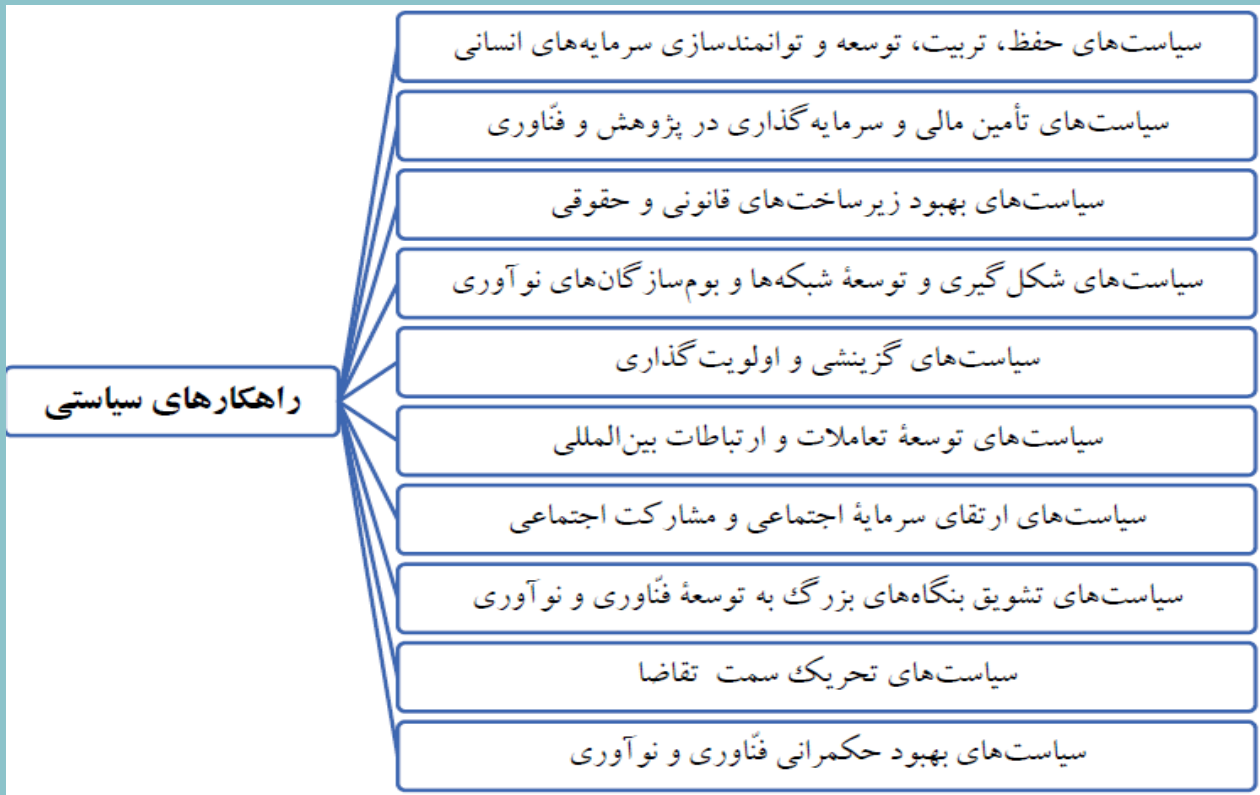 راهکارهای سیاستی
سیاست‌های حفظ، تربیت، توسعه و توانمندسازی سرمایه‌های انسانی
سیاست‌های تأمین مالی و سرمایه‌گذاری در پژوهش و فنّاوری
سیاست‌های بهبود زیرساخت‌های قانونی و حقوقی
سیاست‌های شکل‌گیری و توسعهٔ شبکه‌ها و بوم‌سازگان‌های نوآوری
سیاست‌های گزینشی و اولویت‌گذاری
سیاست‌های توسعهٔ تعاملات و ارتباطات بین‌المللی
سیاست‌های ارتقای سرمایهٔ اجتماعی و مشارکت اجتماعی
سیاست‌های تشویق بنگاه‌های بزرگ به توسعهٔ فنّاوری و نوآوری
سیاست‌های تحریک سمت تقاضا
سیاست‌های بهبود حکمرانی فنّاوری و نوآوری